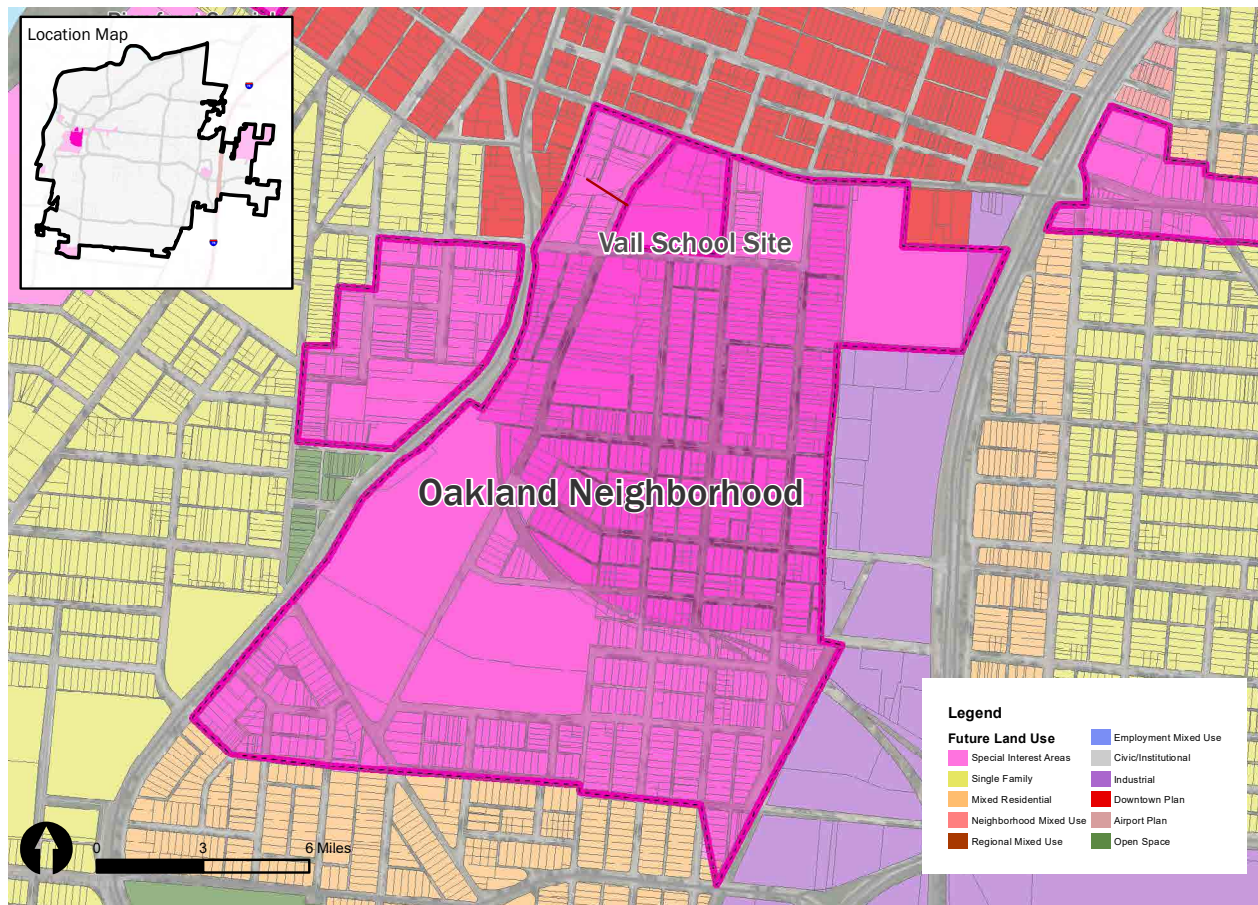 Location Map
Vail School Site
Oakland Neighborhood
Legend
Future Land Use
Special Interest Areas
Single Family
Mixed Residential
Neighborhood Mixed Use
Regional Mixed Use
Employment Mixed Use
Civic/Institutional
Industrial
Downtown Plan
Airport Plan
Open Space
0 3 6 Miles